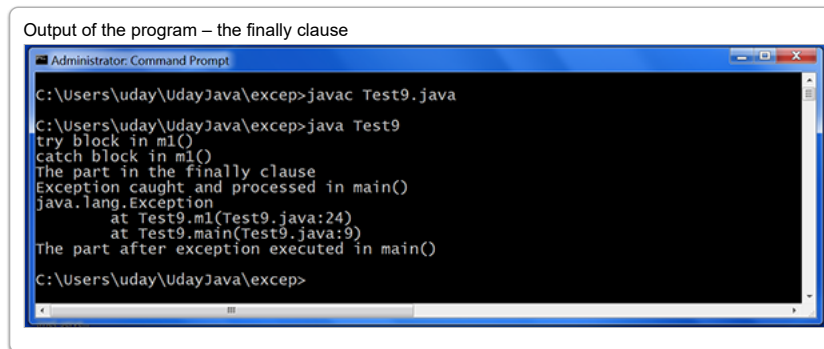 Output of the program – the finally clause
Administrator: Command Prompt
C:\Users\uday\UdayJava\excep>javac Test9.java
C:\Users\uday\UdayJava\excep>java Test9
try block in m1()
catch block in m1()
The part in the finally clause
Exception caught and processed in main()
java.lang.Exception
at Test9.m1(Test9.java:24)
at Test9.main(Test9.java:9)
The part after exception executed in main()
C:\Users\uday\UdayJava\excep>